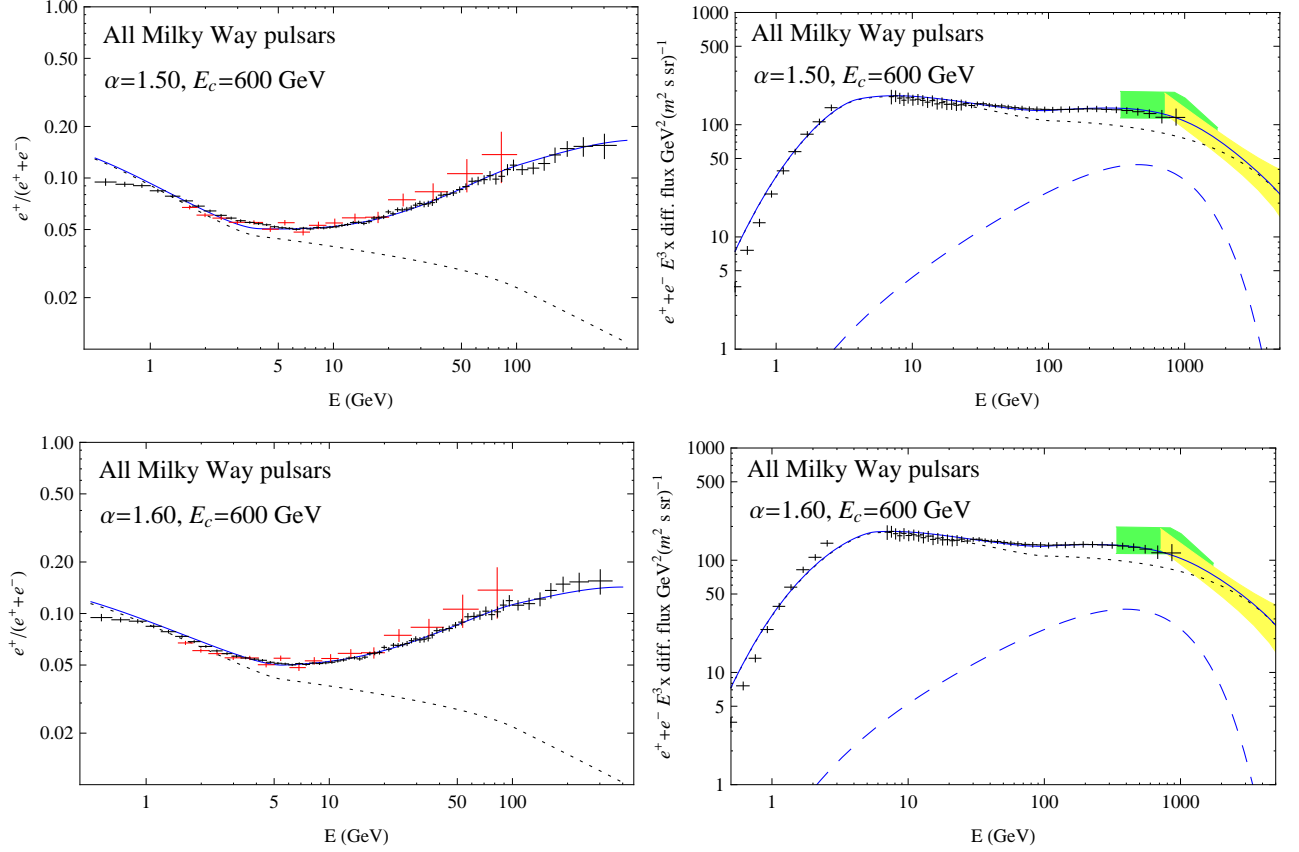 All Milky Way pulsars
α=1.50, E_c=600 GeV
e⁺/(e⁺+e⁻)
1.00
0.50
0.20
0.10
0.05
0.02
1
5
10
50
100
E (GeV)
All Milky Way pulsars
α=1.50, E_c=600 GeV
e⁺+e⁻ E³x diff. flux GeV²(m² s sr)⁻¹
1000
500
100
50
10
5
1
1
10
100
1000
E (GeV)
All Milky Way pulsars
α=1.60, E_c=600 GeV
e⁺/(e⁺+e⁻)
1.00
0.50
0.20
0.10
0.05
0.02
1
5
10
50
100
E (GeV)
All Milky Way pulsars
α=1.60, E_c=600 GeV
e⁺+e⁻ E³x diff. flux GeV²(m² s sr)⁻¹
1000
500
100
50
10
5
1
1
10
100
1000
E (GeV)